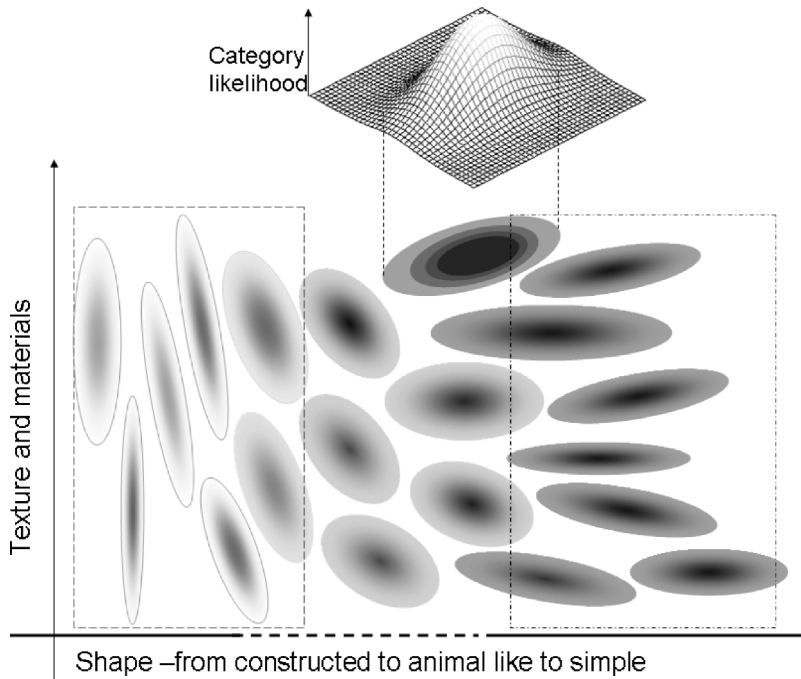 Category
likelihood
Texture and materials
Shape –from constructed to animal like to simple